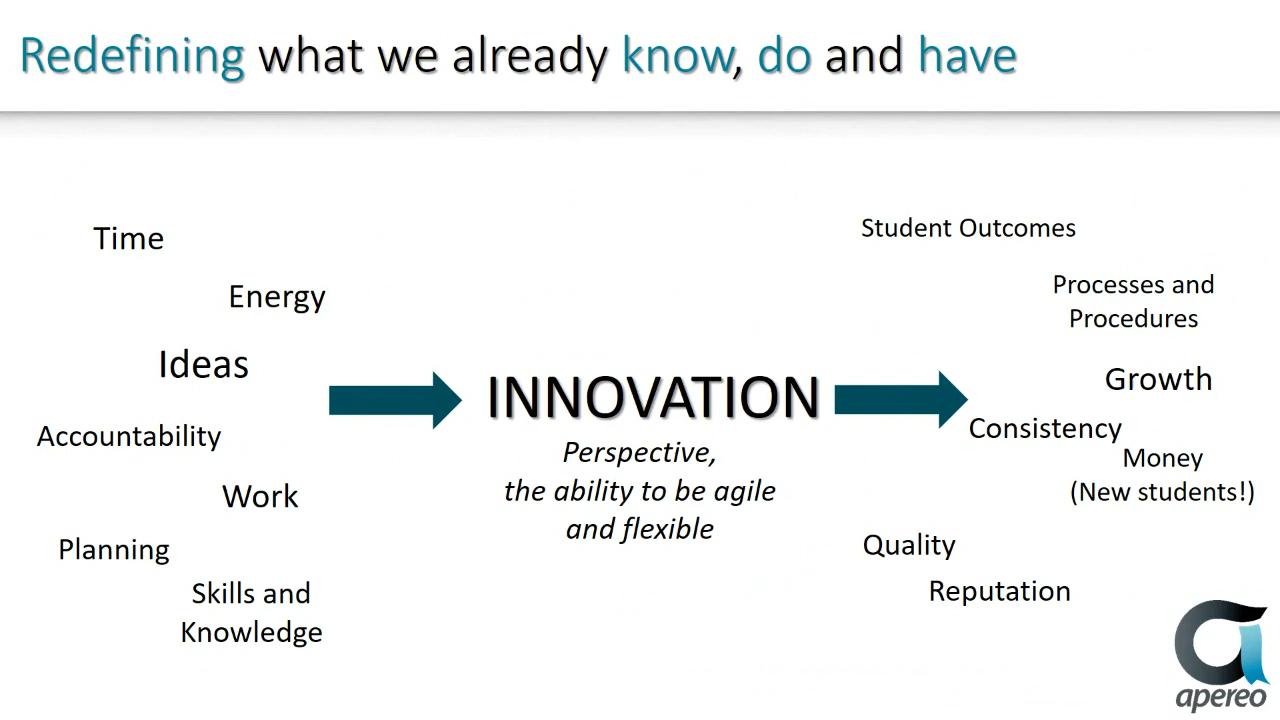 Redefining what we already know, do and have
Time
Energy
Ideas
Accountability
Work
Planning
Skills and
Knowledge
INNOVATION
Perspective,
the ability to be agile
and flexible
Student Outcomes
Processes and
Procedures
Growth
Consistency
Money
(New students!)
Quality
Reputation
apereo